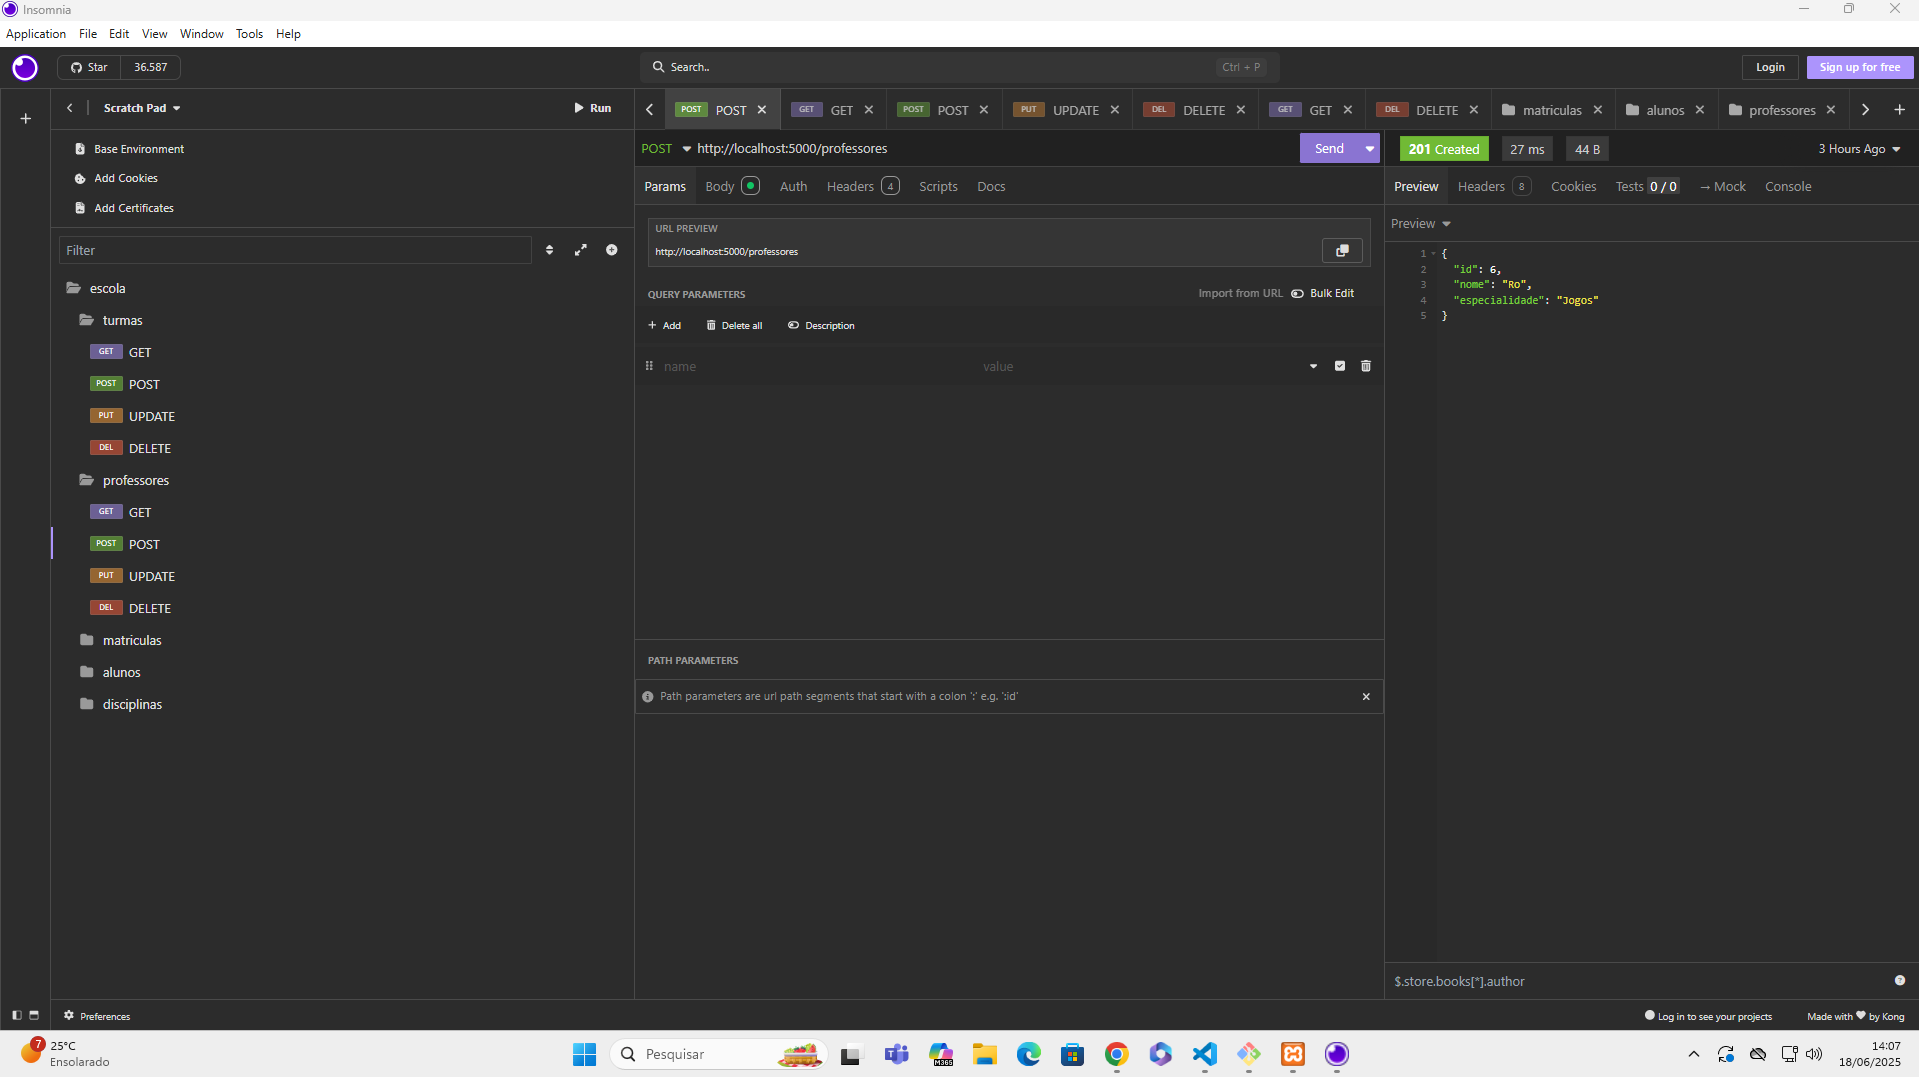 Insomnia
Application File Edit View Window Tools Help
Star 36.587
Search.. Ctrl + P
Login Sign up for free
Scratch Pad Run
Base Environment
Add Cookies
Add Certificates
Filter
escola
turmas
GET GET
POST POST
PUT UPDATE
DEL DELETE
professores
GET GET
POST POST
PUT UPDATE
DEL DELETE
matriculas
alunos
disciplinas
POST POST GET GET POST POST PUT UPDATE DEL DELETE GET GET DEL DELETE matriculas alunos professores
POST http://localhost:5000/professores Send
Params Body Auth Headers 4 Scripts Docs
URL PREVIEW
http://localhost:5000/professores
QUERY PARAMETERS Import from URL Bulk Edit
Add Delete all Description
name value
PATH PARAMETERS
Path parameters are url path segments that start with a colon ':' e.g. ':id'
201 Created 27 ms 44 B 3 Hours Ago
Preview Headers 8 Cookies Tests 0 / 0 → Mock Console
Preview
1 {
2 "id": 6,
3 "nome": "Ro",
4 "especialidade": "Jogos"
5 }
$.store.books[*].author
Preferences
Log in to see your projects Made with ❤ by Kong
7
25°C
Ensolarado
Pesquisar
M365
14:07
18/06/2025